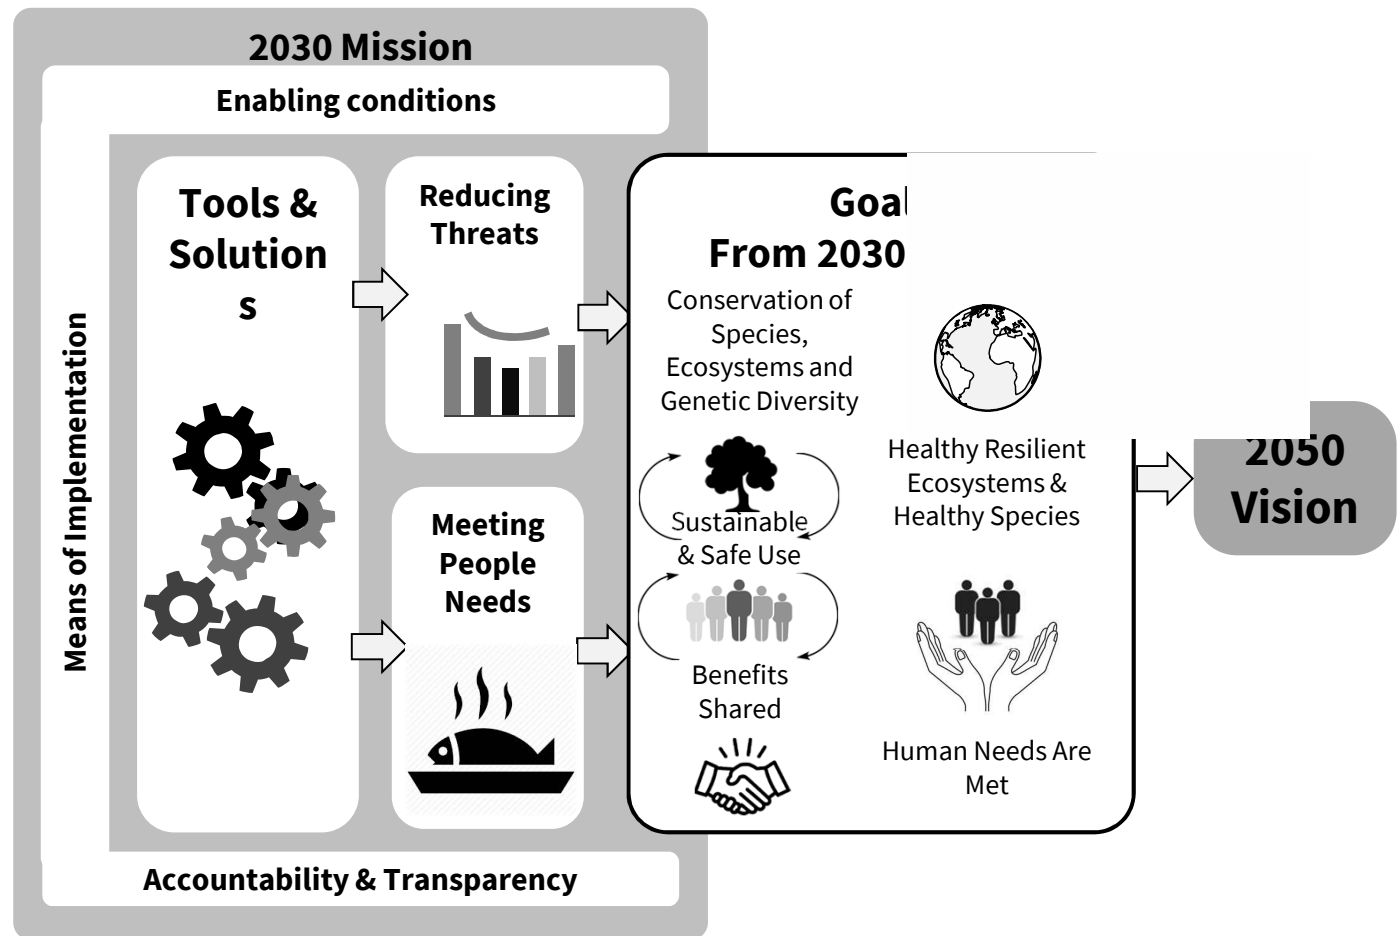 2030 Mission
Enabling conditions
Means of Implementation
Tools &
Solution
s
Reducing
Threats
Meeting
People
Needs
From 2030
Conservation of
Species,
Ecosystems and
Genetic Diversity
Sustainable
& Safe Use
Benefits
Shared
Healthy Resilient
Ecosystems &
Healthy Species
Human Needs Are
Met
2050
Vision
Accountability & Transparency